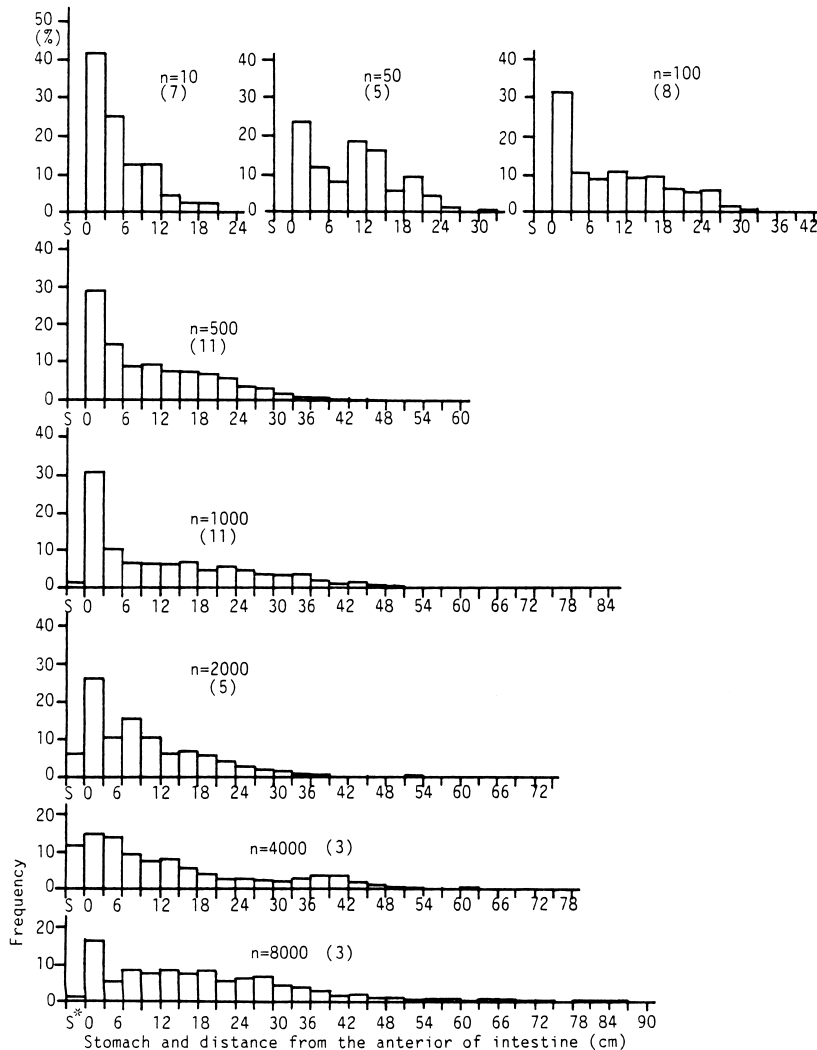 50
(%)
40
30
20
10
0
n=10
(7)
S 0 6 12 18 24
40
30
20
10
0
n=50
(5)
S 0 6 12 18 24 30
40
30
20
10
0
n=100
(8)
S 0 6 12 18 24 30 36 42
40
30
20
10
0
n=500
(11)
S 0 6 12 18 24 30 36 42 48 54 60
40
30
20
10
0
n=1000
(11)
S 0 6 12 18 24 30 36 42 48 54 60 66 72 78 84
40
30
20
10
0
n=2000
(5)
S 0 6 12 18 24 30 36 42 48 54 60 66 72
20
10
0
n=4000 (3)
S 0 6 12 18 24 30 36 42 48 54 60 66 72 78
20
10
0
n=8000 (3)
S* 0 6 12 18 24 30 36 42 48 54 60 66 72 78 84 90
Frequency
Stomach and distance from the anterior of intestine (cm)